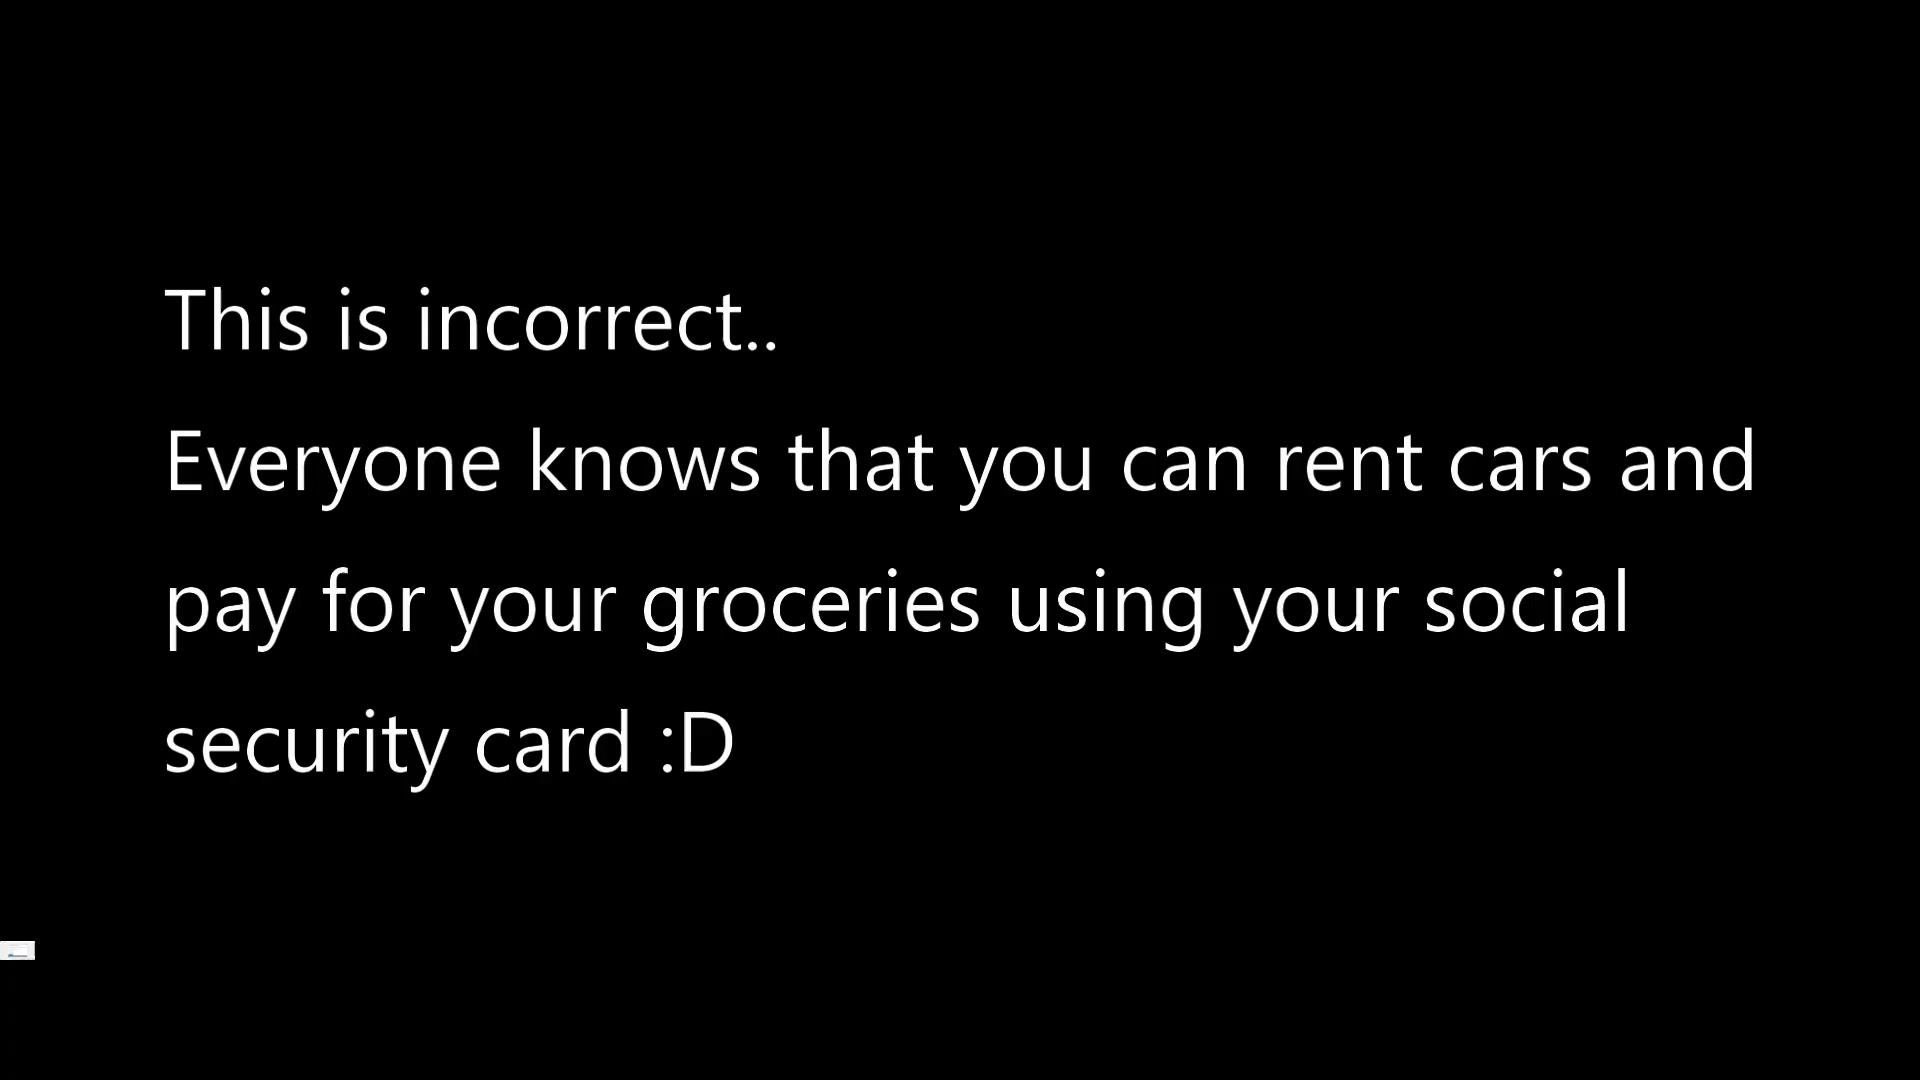 This is incorrect..
Everyone knows that you can rent cars and
pay for your groceries using your social
security card :D